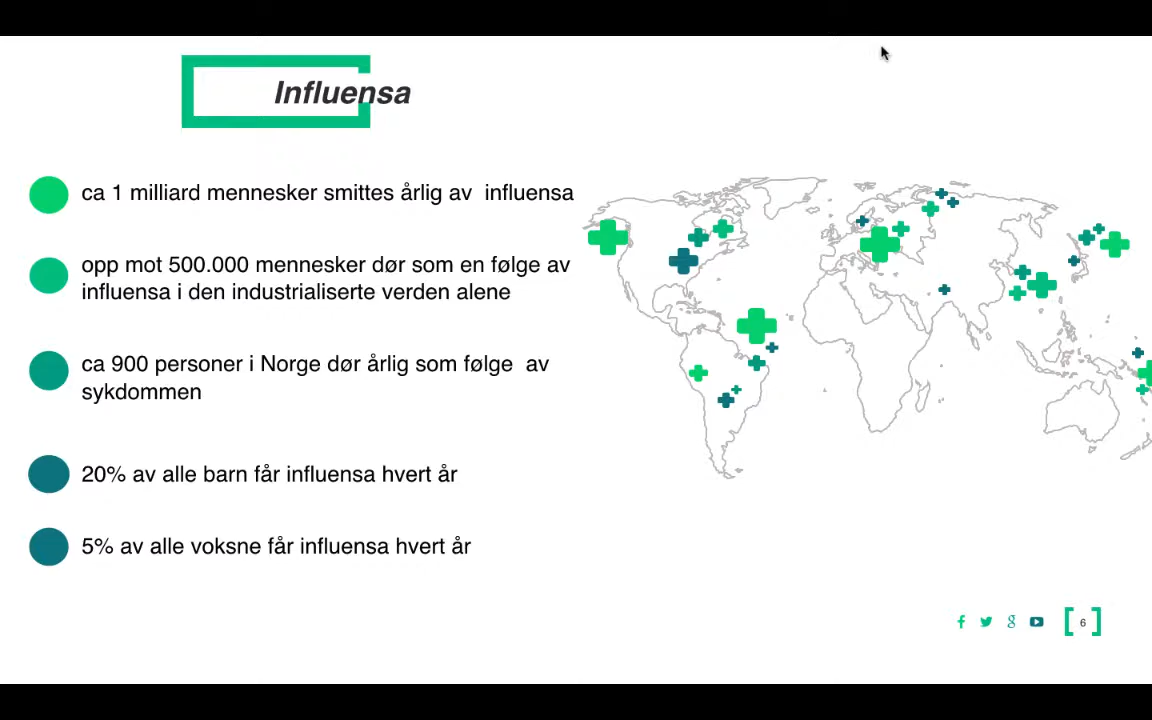 Influensa
ca 1 milliard mennesker smittes årlig av  influensa
opp mot 500.000 mennesker dør som en følge av
influensa i den industrialiserte verden alene
ca 900 personer i Norge dør årlig som følge  av
sykdommen
20% av alle barn får influensa hvert år
5% av alle voksne får influensa hvert år
6